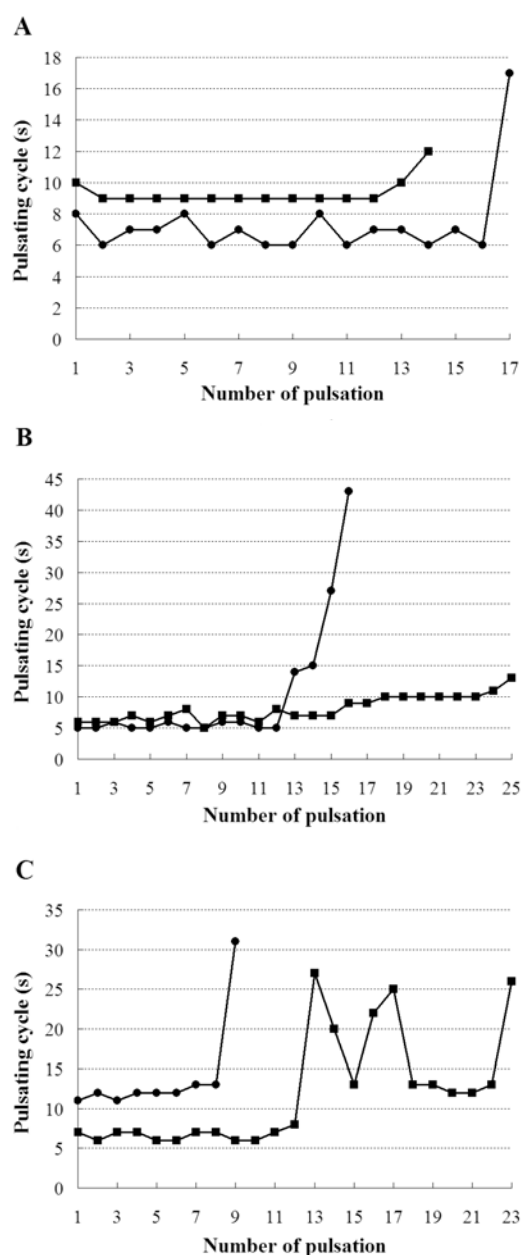 A
18
16
14
12
10
8
6
4
2
0
Pulsating cycle (s)
1 3 5 7 9 11 13 15 17
Number of pulsation
B
45
40
35
30
25
20
15
10
5
0
Pulsating cycle (s)
1 3 5 7 9 11 13 15 17 19 21 23 25
Number of pulsation
C
35
30
25
20
15
10
5
0
Pulsating cycle (s)
1 3 5 7 9 11 13 15 17 19 21 23
Number of pulsation